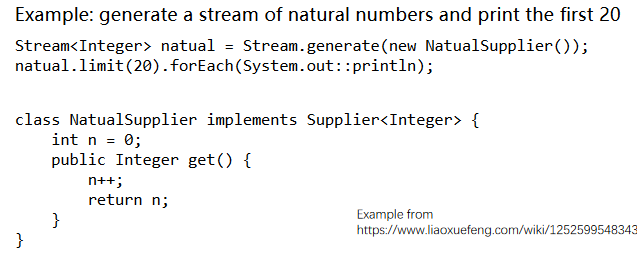 Example: generate a stream of natural numbers and print the first 20
Stream<Integer> natual = Stream.generate(new NatualSupplier());
natual.limit(20).forEach(System.out::println);
class NatualSupplier implements Supplier<Integer> {
    int n = 0;
    public Integer get() {
        n++;
        return n;
    }
}
Example from
https://www.liaoxuefeng.com/wiki/1252599548343